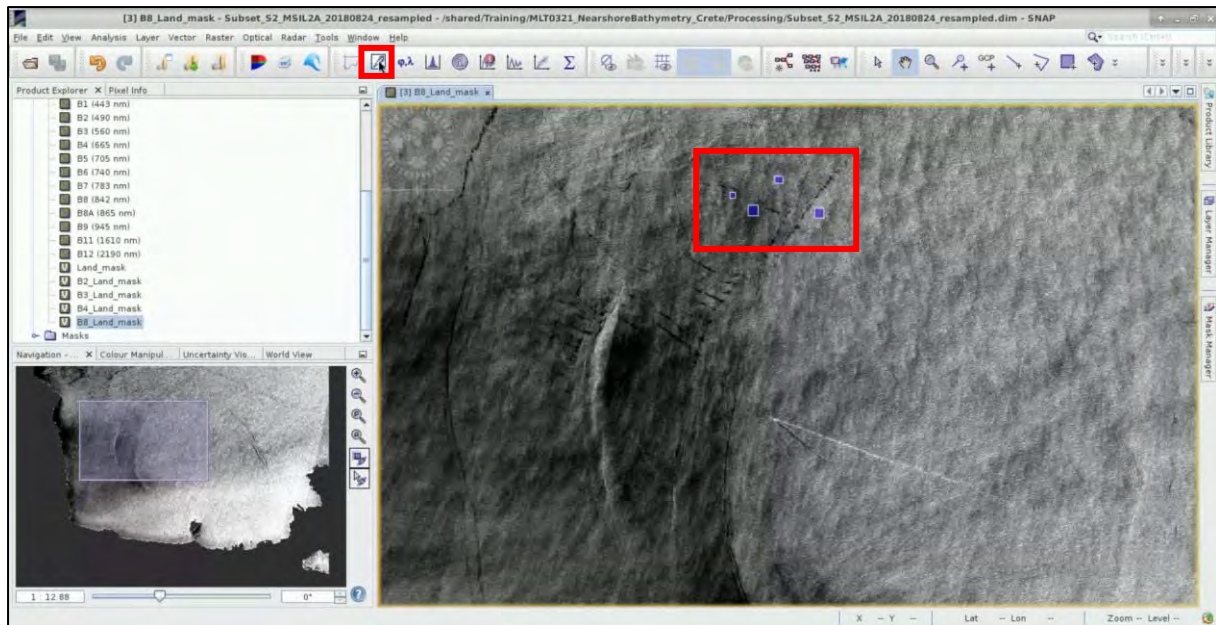 [3] B8_Land_mask - Subset_S2_MSIL2A_20180824_resampled - /shared/Training/MLT0321_NearshoreBathymetry_Crete/Processing/Subset_S2_MSIL2A_20180824_resampled.dim - SNAP
File Edit View Analysis Layer Vector Raster Optical Radar Tools Window Help
Search (Ctrl+I)
φ,λ Σ GCP
Product Explorer X Pixel Info
[3] B8_Land_mask x
B1 (443 nm)
B2 (490 nm)
B3 (560 nm)
B4 (665 nm)
B5 (705 nm)
B6 (740 nm)
B7 (783 nm)
B8 (842 nm)
B8A (865 nm)
B9 (945 nm)
B11 (1610 nm)
B12 (2190 nm)
Land_mask
B2_Land_mask
B3_Land_mask
B4_Land_mask
B8_Land_mask
Masks
Product Library
Layer Manager
Mask Manager
Navigation - ... X Colour Manipul... Uncertainty Vis... World View
1 : 12.88
0°
X -- Y -- Lat -- Lon -- Zoom -- Level --